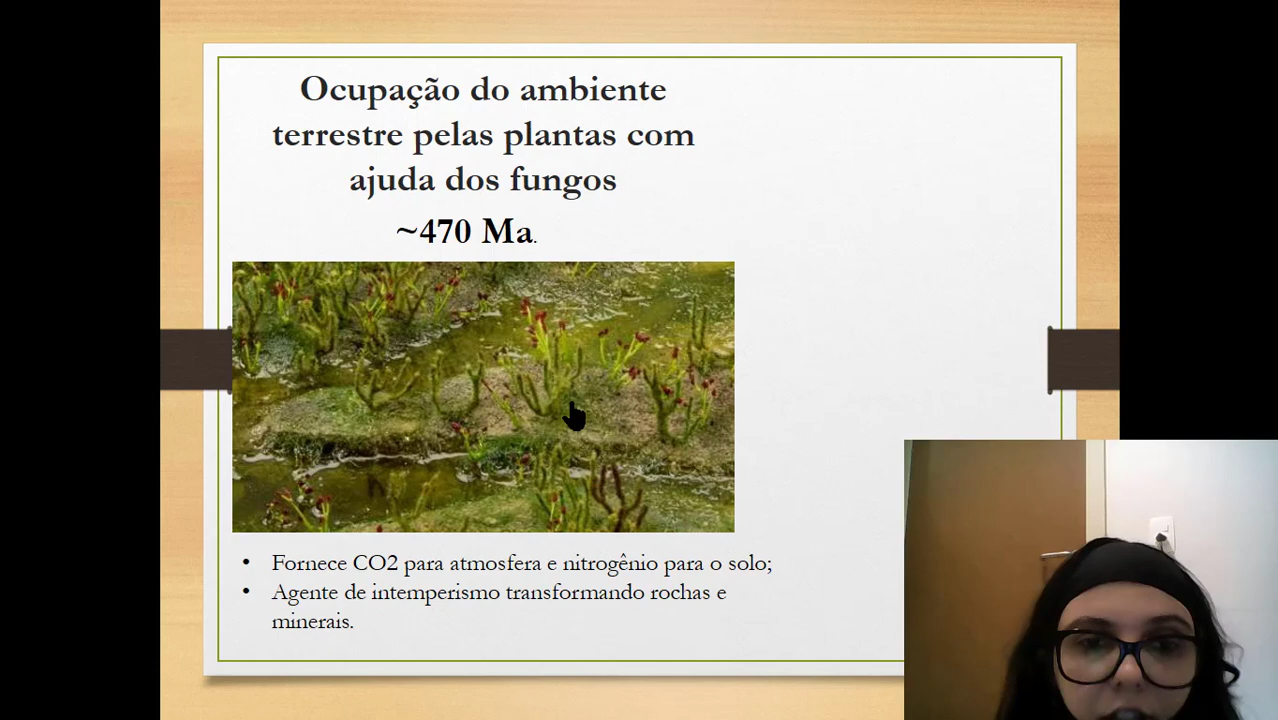 Ocupação do ambiente
terrestre pelas plantas com
ajuda dos fungos
~470 Ma.
• Fornece CO2 para atmosfera e nitrogênio para o solo;
• Agente de intemperismo transformando rochas e
minerais.